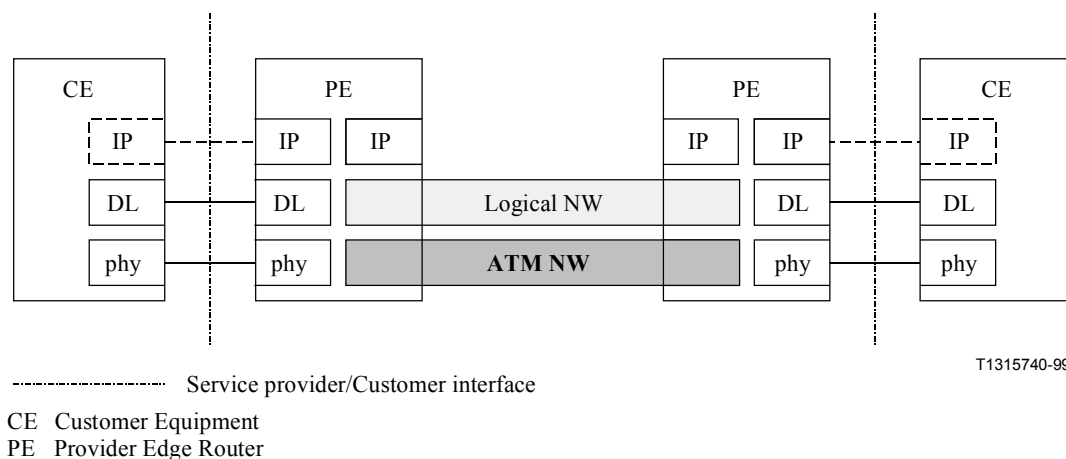 CE PE PE CE
IP IP IP IP IP IP
DL DL Logical NW DL DL
phy phy ATM NW phy phy
T1315740-99
Service provider/Customer interface
CE Customer Equipment
PE Provider Edge Router